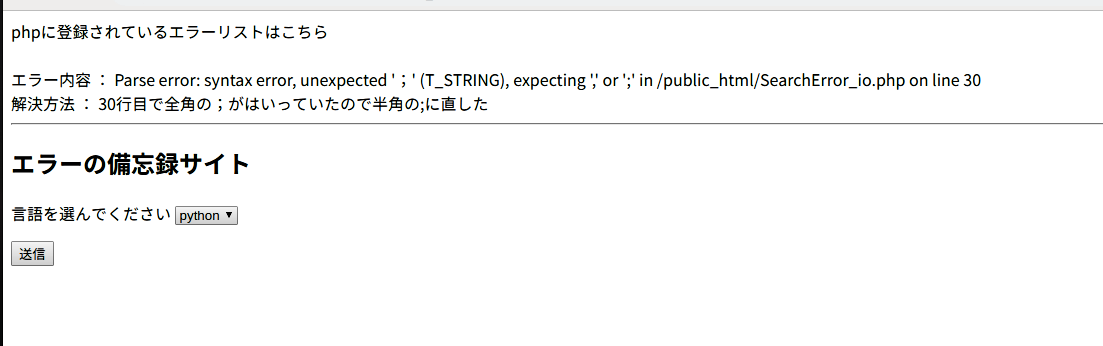 phpに登録されているエラーリストはこちら
エラー内容 ： Parse error: syntax error, unexpected '；' (T_STRING), expecting ',' or ';' in /public_html/SearchError_io.php on line 30
解決方法 ： 30行目で全角の；がはいっていたので半角の;に直した
エラーの備忘録サイト
言語を選んでください python
送信